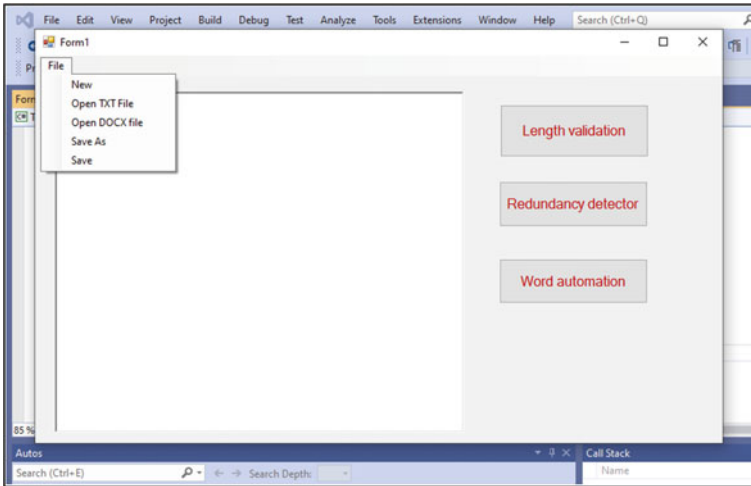 File Edit View Project Build Debug Test Analyze Tools Extensions Window Help Search (Ctrl+Q)
Form1
File
New
Open TXT File
Open DOCX file
Save As
Save
Length validation
Redundancy detector
Word automation
85 %
Autos
Call Stack
Search (Ctrl+E) Search Depth:
Name